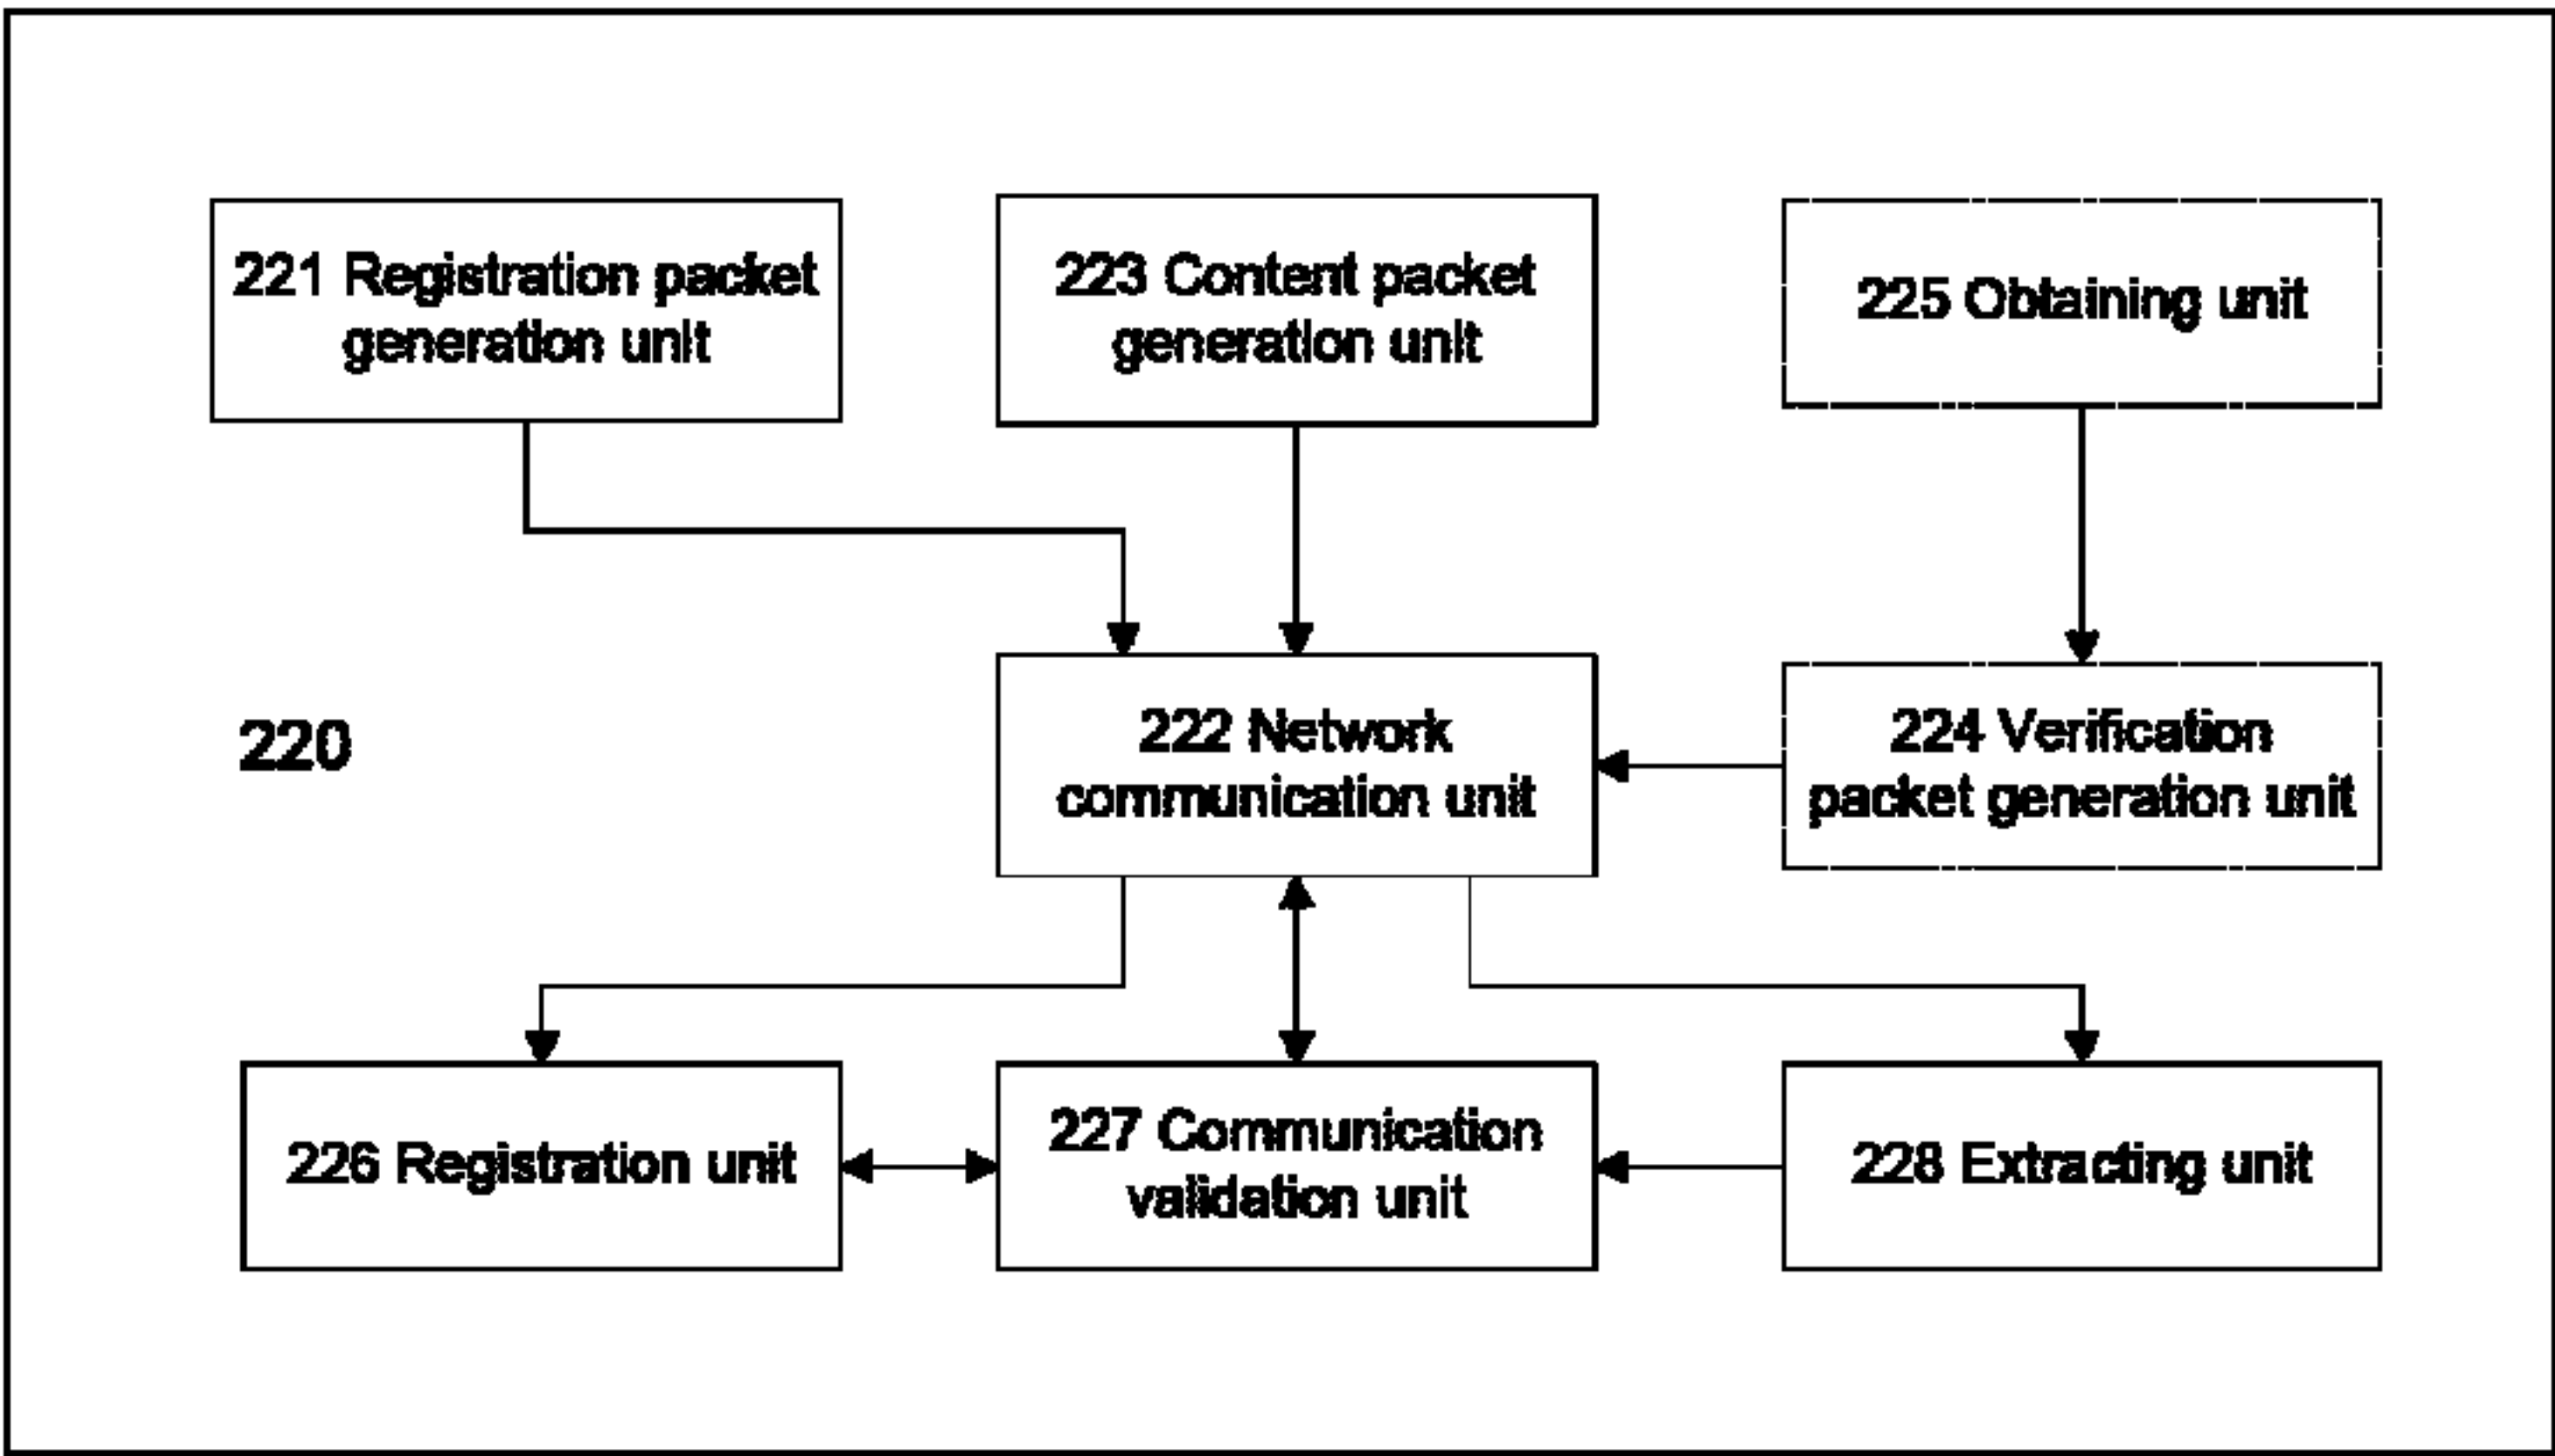 221 Registration packet
generation unit
223 Content packet
generation unit
225 Obtaining unit
220
222 Network
communication unit
224 Verification
packet generation unit
226 Registration unit
227 Communication
validation unit
228 Extracting unit